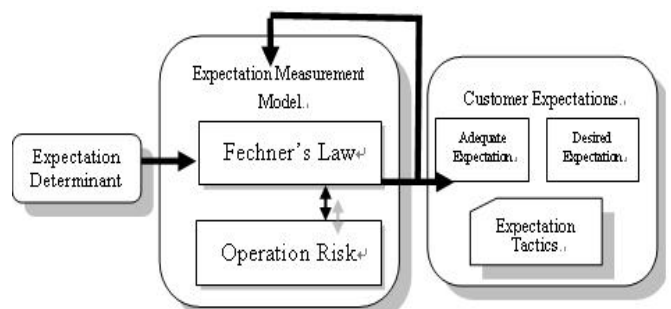 Expectation Measurement
Model.
Customer Expectations.
Fechner's Law
Adequate
Expectation.
Desired
Expectation.
Expectation
Determinant
Operation Risk
Expectation
Tactics.